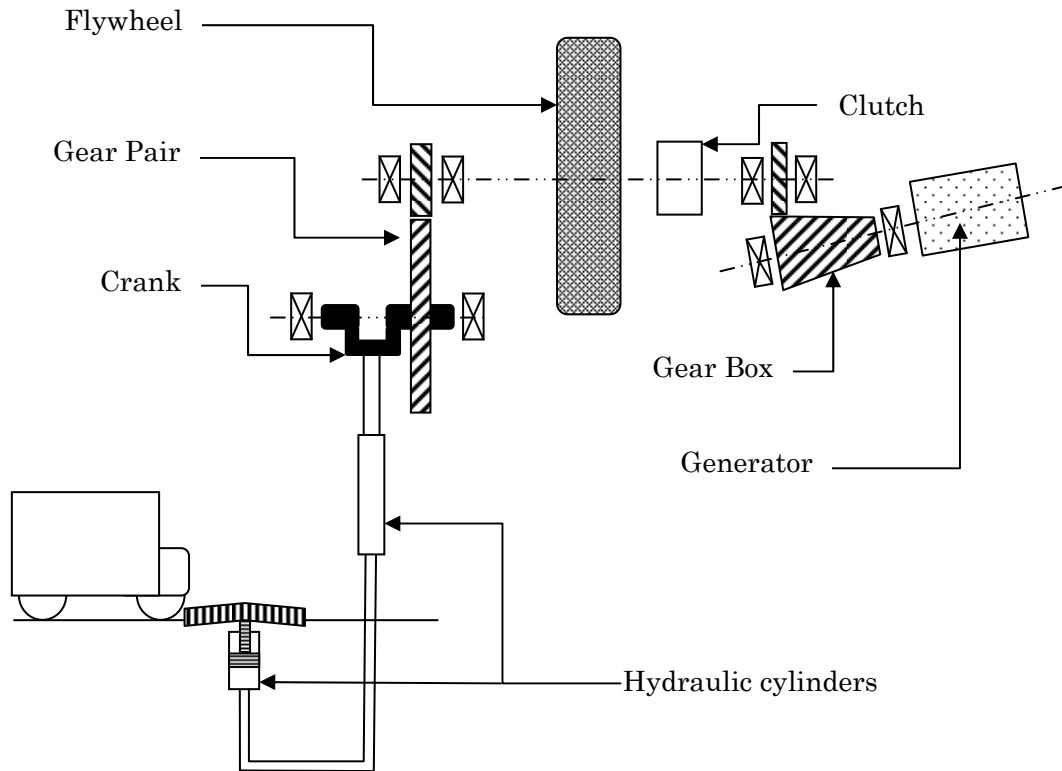 Flywheel
Clutch
Gear Pair
Crank
Gear Box
Generator
Hydraulic cylinders